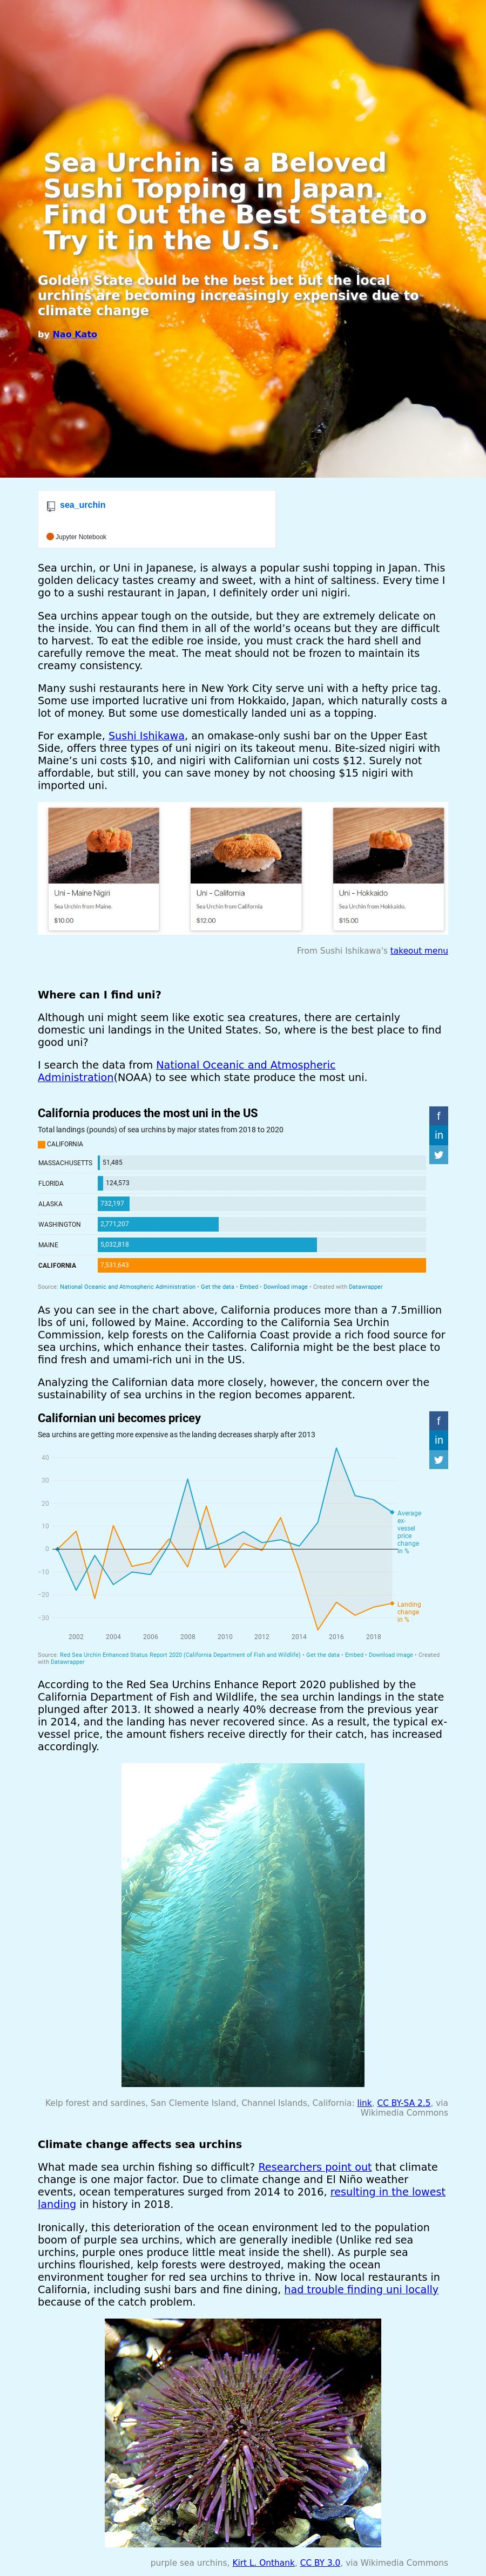 Sea Urchin is a Beloved
Sushi Topping in Japan.
Find Out the Best State to
Try it in the U.S.
Golden State could be the best bet but the local
urchins are becoming increasingly expensive due to
climate change
by Nao Kato
sea_urchin
Jupyter Notebook
Sea urchin, or Uni in Japanese, is always a popular sushi topping in Japan. This
golden delicacy tastes creamy and sweet, with a hint of saltiness. Every time I
go to a sushi restaurant in Japan, I definitely order uni nigiri.
Sea urchins appear tough on the outside, but they are extremely delicate on
the inside. You can find them in all of the world’s oceans but they are difficult
to harvest. To eat the edible roe inside, you must crack the hard shell and
carefully remove the meat. The meat should not be frozen to maintain its
creamy consistency.
Many sushi restaurants here in New York City serve uni with a hefty price tag.
Some use imported lucrative uni from Hokkaido, Japan, which naturally costs a
lot of money. But some use domestically landed uni as a topping.
For example, Sushi Ishikawa, an omakase-only sushi bar on the Upper East
Side, offers three types of uni nigiri on its takeout menu. Bite-sized nigiri with
Maine’s uni costs $10, and nigiri with Californian uni costs $12. Surely not
affordable, but still, you can save money by not choosing $15 nigiri with
imported uni.
Uni - Maine Nigiri
Sea Urchin from Maine.
$10.00
Uni - California
Sea Urchin from California
$12.00
Uni - Hokkaido
Sea Urchin from Hokkaido.
$15.00
From Sushi Ishikawa's takeout menu
Where can I find uni?
Although uni might seem like exotic sea creatures, there are certainly
domestic uni landings in the United States. So, where is the best place to find
good uni?
I search the data from National Oceanic and Atmospheric
Administration(NOAA) to see which state produce the most uni.
California produces the most uni in the US
Total landings (pounds) of sea urchins by major states from 2018 to 2020
CALIFORNIA
MASSACHUSETTS 51,485
FLORIDA 124,573
ALASKA 732,197
WASHINGTON 2,771,207
MAINE 5,032,818
CALIFORNIA 7,531,643
Source: National Oceanic and Atmospheric Administration • Get the data • Embed • Download image • Created with Datawrapper
f
in
As you can see in the chart above, California produces more than a 7.5million
lbs of uni, followed by Maine. According to the California Sea Urchin
Commission, kelp forests on the California Coast provide a rich food source for
sea urchins, which enhance their tastes. California might be the best place to
find fresh and umami-rich uni in the US.
Analyzing the Californian data more closely, however, the concern over the
sustainability of sea urchins in the region becomes apparent.
Californian uni becomes pricey
Sea urchins are getting more expensive as the landing decreases sharply after 2013
f
in
40
30
20
10
0
−10
−20
−30
Average
ex-
vessel
price
change
in %
Landing
change
in %
2002 2004 2006 2008 2010 2012 2014 2016 2018
Source: Red Sea Urchin Enhanced Status Report 2020 (California Department of Fish and Wildlife) • Get the data • Embed • Download image • Created
with Datawrapper
According to the Red Sea Urchins Enhance Report 2020 published by the
California Department of Fish and Wildlife, the sea urchin landings in the state
plunged after 2013. It showed a nearly 40% decrease from the previous year
in 2014, and the landing has never recovered since. As a result, the typical ex-
vessel price, the amount fishers receive directly for their catch, has increased
accordingly.
Kelp forest and sardines, San Clemente Island, Channel Islands, California: link, CC BY-SA 2.5, via
Wikimedia Commons
Climate change affects sea urchins
What made sea urchin fishing so difficult? Researchers point out that climate
change is one major factor. Due to climate change and El Niño weather
events, ocean temperatures surged from 2014 to 2016, resulting in the lowest
landing in history in 2018.
Ironically, this deterioration of the ocean environment led to the population
boom of purple sea urchins, which are generally inedible (Unlike red sea
urchins, purple ones produce little meat inside the shell). As purple sea
urchins flourished, kelp forests were destroyed, making the ocean
environment tougher for red sea urchins to thrive in. Now local restaurants in
California, including sushi bars and fine dining, had trouble finding uni locally
because of the catch problem.
purple sea urchins, Kirt L. Onthank, CC BY 3.0, via Wikimedia Commons